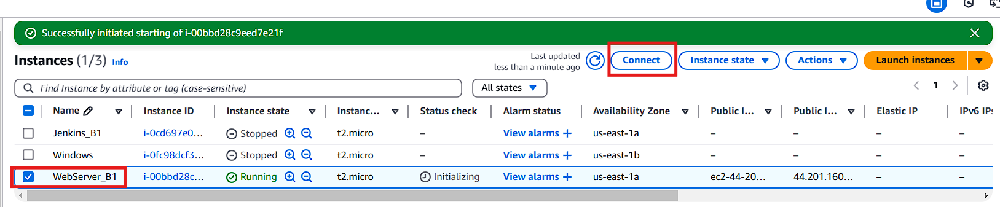 Successfully initiated starting of i-00bbd28c9eed7e21f
Instances (1/3) Info
Last updated less than a minute ago
Connect
Instance state
Actions
Launch instances
Find Instance by attribute or tag (case-sensitive)
All states
1
Name Instance ID Instance state Instanc... Status check Alarm status Availability Zone Public I... Public I... Elastic IP IPv6 IPs
Jenkins_B1 i-0cd697e0... Stopped t2.micro – View alarms + us-east-1a – – – –
Windows i-0fc98dcf3... Stopped t2.micro – View alarms + us-east-1b – – – –
WebServer_B1 i-00bbd28c... Running t2.micro Initializing View alarms + us-east-1a ec2-44-20... 44.201.160... – –